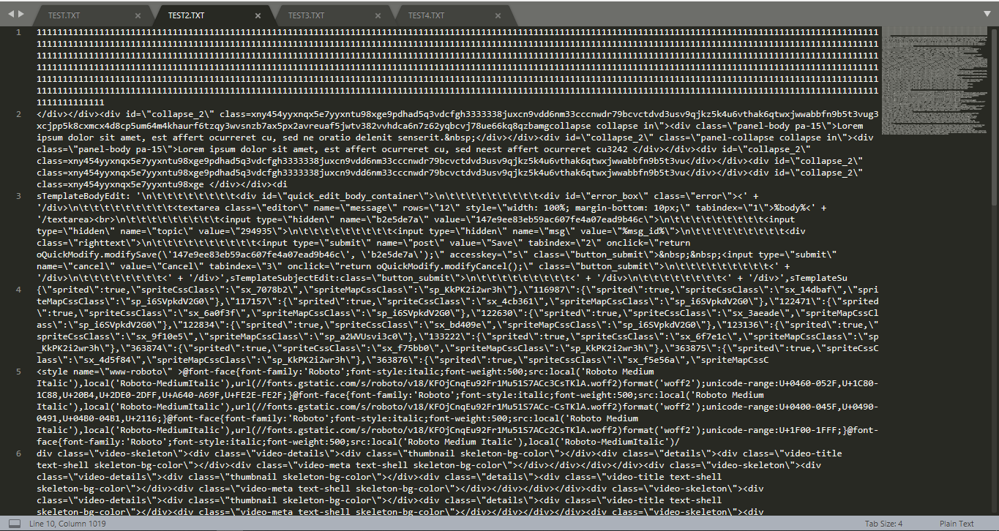 TEST.TXT
TEST2.TXT
TEST3.TXT
TEST4.TXT
1 11111111111111111111111111111111111111111111111111111111111111111111111111111111111111111111111111111111111111111111111111111111111111111111111111111111111111111
11111111111111111111111111111111111111111111111111111111111111111111111111111111111111111111111111111111111111111111111111111111111111111111111111111111111111111
11111111111111111111111111111111111111111111111111111111111111111111111111111111111111111111111111111111111111111111111111111111111111111111111111111111111111111
11111111111111111111111111111111111111111111111111111111111111111111111111111111111111111111111111111111111111111111111111111111111111111111111111111111111111111
11111111111111111111111111111111111111111111111111111111111111111111111111111111111111111111111111111111111111111111111111111111111111111111111111111111111111111
11111111111111111111111111111111111111111111111111111111111111111111111111111111111111111111111111111111111111111111111111111111111111111111111111111111111111111
1111111111111
2 </div></div><div id=\"collapse_2\" class=xny454yyxnqx5e7yyxntu98xge9pdhad5q3vdcfgh3333338juxcn9vdd6nm33cccnwdr79bcvctdvd3usv9qjkz5k4u6vthak6qtwxjwwabbfn9b5t3vug3
xcjpp5k8cxmcx4d8cp5um64m4khaurf6tzqy3wvsnzb7ax5px2avreuaf5jwtv382vvhdca6n7z62yqbcvj78ue66kq8qzbamgcollapse collapse in\"><div class=\"panel-body pa-15\">Lorem
ipsum dolor sit amet, est affert ocurreret cu, sed ne oratio delenit senserit.&nbsp;</div></div><div id=\"collapse_2\" class=\"panel-collapse collapse in\"><div
class=\"panel-body pa-15\">Lorem ipsum dolor sit amet, est affert ocurreret cu, sed neest affert ocurreret cu3242 </div></div><div id=\"collapse_2\"
class=xny454yyxnqx5e7yyxntu98xge9pdhad5q3vdcfgh3333338juxcn9vdd6nm33cccnwdr79bcvctdvd3usv9qjkz5k4u6vthak6qtwxjwwabbfn9b5t3vu</div></div><div id=\"collapse_2\"
class=xny454yyxnqx5e7yyxntu98xge9pdhad5q3vdcfgh3333338juxcn9vdd6nm33cccnwdr79bcvctdvd3usv9qjkz5k4u6vthak6qtwxjwwabbfn9b5t3vu</div></div><div id=\"collapse_2\"
class=xny454yyxnqx5e7yyxntu98xge </div></div><di
3 sTemplateBodyEdit: '\n\t\t\t\t\t\t\t\t<div id=\"quick_edit_body_container\">\n\t\t\t\t\t\t\t\t\t<div id=\"error_box\" class=\"error\"><' +
'/div>\n\t\t\t\t\t\t\t\t\t<textarea class=\"editor\" name=\"message\" rows=\"12\" style=\"width: 100%; margin-bottom: 10px;\" tabindex=\"1\">%body%<' +
'/textarea><br>\n\t\t\t\t\t\t\t\t\t<input type=\"hidden\" name=\"b2e5de7a\" value=\"147e9ee83eb59ac607fe4a07ead9b46c\">\n\t\t\t\t\t\t\t\t\t<input
type=\"hidden\" name=\"topic\" value=\"294935\">\n\t\t\t\t\t\t\t\t\t<input type=\"hidden\" name=\"msg\" value=\"%msg_id%\">\n\t\t\t\t\t\t\t\t\t<div
class=\"righttext\">\n\t\t\t\t\t\t\t\t\t\t<input type=\"submit\" name=\"post\" value=\"Save\" tabindex=\"2\" onclick=\"return
oQuickModify.modifySave(\'147e9ee83eb59ac607fe4a07ead9b46c\', \'b2e5de7a\');\" accesskey=\"s\" class=\"button_submit\">&nbsp;&nbsp;<input type=\"submit\"
name=\"cancel\" value=\"Cancel\" tabindex=\"3\" onclick=\"return oQuickModify.modifyCancel();\" class=\"button_submit\">\n\t\t\t\t\t\t\t\t\t<' +
'/div>\n\t\t\t\t\t\t\t\t<' + '/div>',sTemplateSubjectEdit:class=\"button_submit\">\n\t\t\t\t\t\t\t\t\t<' + '/div>\n\t\t\t\t\t\t\t\t<' + '/div>',sTemplateSu
4 {\"sprited\":true,\"spriteCssClass\":\"sx_7078b2\",\"spriteMapCssClass\":\"sp_KkPK2i2wr3h\"},\"116987\":{\"sprited\":true,\"spriteCssClass\":\"sx_14dbaf\",\"spri
teMapCssClass\":\"sp_i6SVpkdV2G0\"},\"117157\":{\"sprited\":true,\"spriteCssClass\":\"sx_4cb361\",\"spriteMapCssClass\":\"sp_i6SVpkdV2G0\"},\"122471\":{\"sprited
\":true,\"spriteCssClass\":\"sx_6a0f3f\",\"spriteMapCssClass\":\"sp_i6SVpkdV2G0\"},\"122630\":{\"sprited\":true,\"spriteCssClass\":\"sx_3aeade\",\"spriteMapCssCl
ass\":\"sp_i6SVpkdV2G0\"},\"122834\":{\"sprited\":true,\"spriteCssClass\":\"sx_bd409e\",\"spriteMapCssClass\":\"sp_i6SVpkdV2G0\"},\"123136\":{\"sprited\":true,\"
spriteCssClass\":\"sx_9f10e5\",\"spriteMapCssClass\":\"sp_a2WVUsvi3c0\"},\"133222\":{\"sprited\":true,\"spriteCssClass\":\"sx_6f7e1c\",\"spriteMapCssClass\":\"sp
_KkPK2i2wr3h\"},\"363874\":{\"sprited\":true,\"spriteCssClass\":\"sx_f75bb0\",\"spriteMapCssClass\":\"sp_KkPK2i2wr3h\"},\"363875\":{\"sprited\":true,\"spriteCssC
lass\":\"sx_4d5f84\",\"spriteMapCssClass\":\"sp_KkPK2i2wr3h\"},\"363876\":{\"sprited\":true,\"spriteCssClass\":\"sx_f5e56a\",\"spriteMapCssC
5 <style name=\"www-roboto\" >@font-face{font-family:'Roboto';font-style:italic;font-weight:500;src:local('Roboto Medium
Italic'),local('Roboto-MediumItalic'),url(//fonts.gstatic.com/s/roboto/v18/KFOjCnqEu92Fr1Mu51S7ACc3CsTKlA.woff2)format('woff2');unicode-range:U+0460-052F,U+1C80-
1C88,U+20B4,U+2DE0-2DFF,U+A640-A69F,U+FE2E-FE2F;}@font-face{font-family:'Roboto';font-style:italic;font-weight:500;src:local('Roboto Medium
Italic'),local('Roboto-MediumItalic'),url(//fonts.gstatic.com/s/roboto/v18/KFOjCnqEu92Fr1Mu51S7ACc-CsTKlA.woff2)format('woff2');unicode-range:U+0400-045F,U+0490-
0491,U+04B0-04B1,U+2116;}@font-face{font-family:'Roboto';font-style:italic;font-weight:500;src:local('Roboto Medium
Italic'),local('Roboto-MediumItalic'),url(//fonts.gstatic.com/s/roboto/v18/KFOjCnqEu92Fr1Mu51S7ACc2CsTKlA.woff2)format('woff2');unicode-range:U+1F00-1FFF;}@font-
face{font-family:'Roboto';font-style:italic;font-weight:500;src:local('Roboto Medium Italic'),local('Roboto-MediumItalic')/
6 div class=\"video-skeleton\"><div class=\"video-details\"><div class=\"thumbnail skeleton-bg-color\"></div><div class=\"details\"><div class=\"video-title
text-shell skeleton-bg-color\"></div><div class=\"video-meta text-shell skeleton-bg-color\"></div></div></div></div><div class=\"video-skeleton\"><div
class=\"video-details\"><div class=\"thumbnail skeleton-bg-color\"></div><div class=\"details\"><div class=\"video-title text-shell
skeleton-bg-color\"></div><div class=\"video-meta text-shell skeleton-bg-color\"></div></div></div></div><div class=\"video-skeleton\"><div
class=\"video-details\"><div class=\"thumbnail skeleton-bg-color\"></div><div class=\"details\"><div class=\"video-title text-shell
skeleton-bg-color\"></div><div class=\"video-meta text-shell skeleton-bg-color\"></div></div></div></div><div class=\"video-skeleton\"><div
Line 10, Column 1019
Tab Size: 4
Plain Text